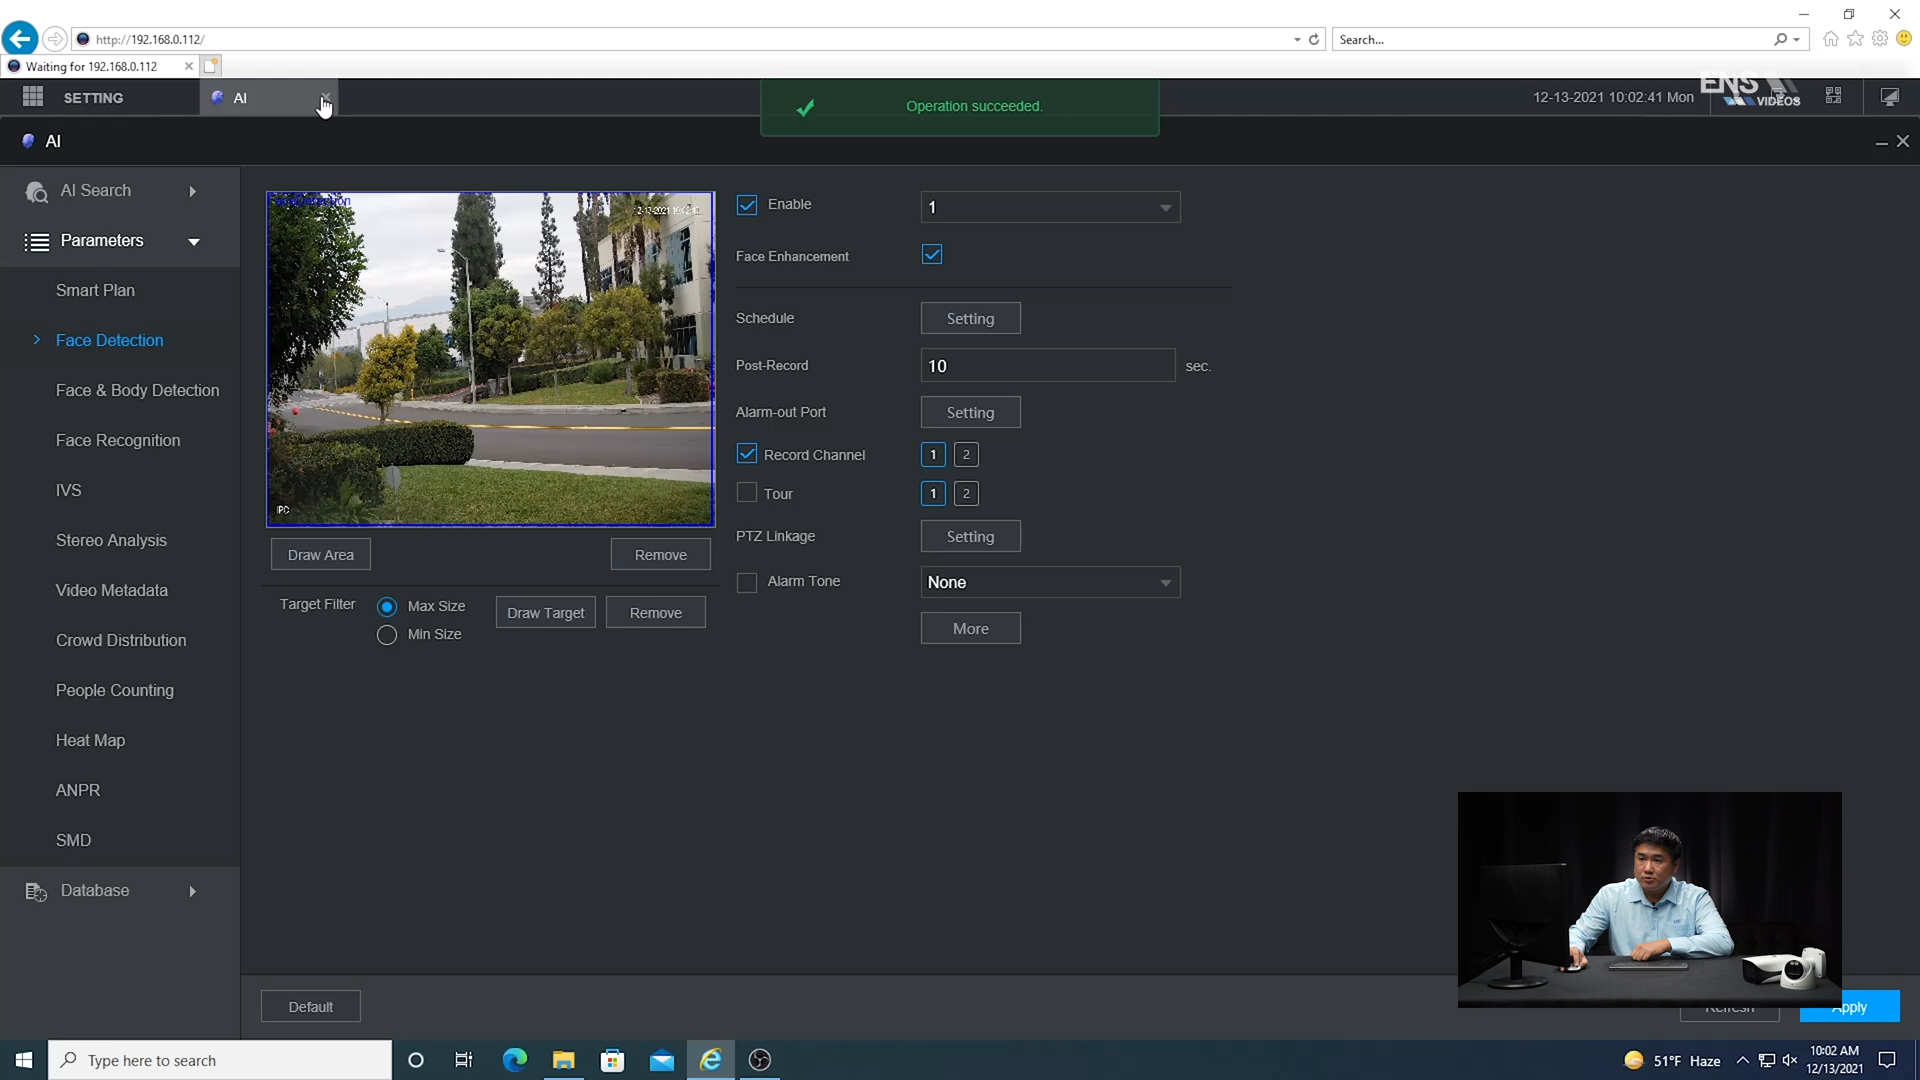 http://192.168.0.112/
Search...
Waiting for 192.168.0.112
SETTING
AI
Operation succeeded.
12-13-2021 10:02:41 Mon
ENS
VIDEOS
AI
AI Search
Parameters
Smart Plan
Face Detection
Face & Body Detection
Face Recognition
IVS
Stereo Analysis
Video Metadata
Crowd Distribution
People Counting
Heat Map
ANPR
SMD
Database
IPC
Draw Area
Remove
Target Filter
Max Size
Min Size
Draw Target
Remove
Enable
1
Face Enhancement
Schedule
Setting
Post-Record
10
sec.
Alarm-out Port
Setting
Record Channel
1
2
Tour
1
2
PTZ Linkage
Setting
Alarm Tone
None
More
Default
Refresh
Apply
Type here to search
51°F Haze
10:02 AM
12/13/2021